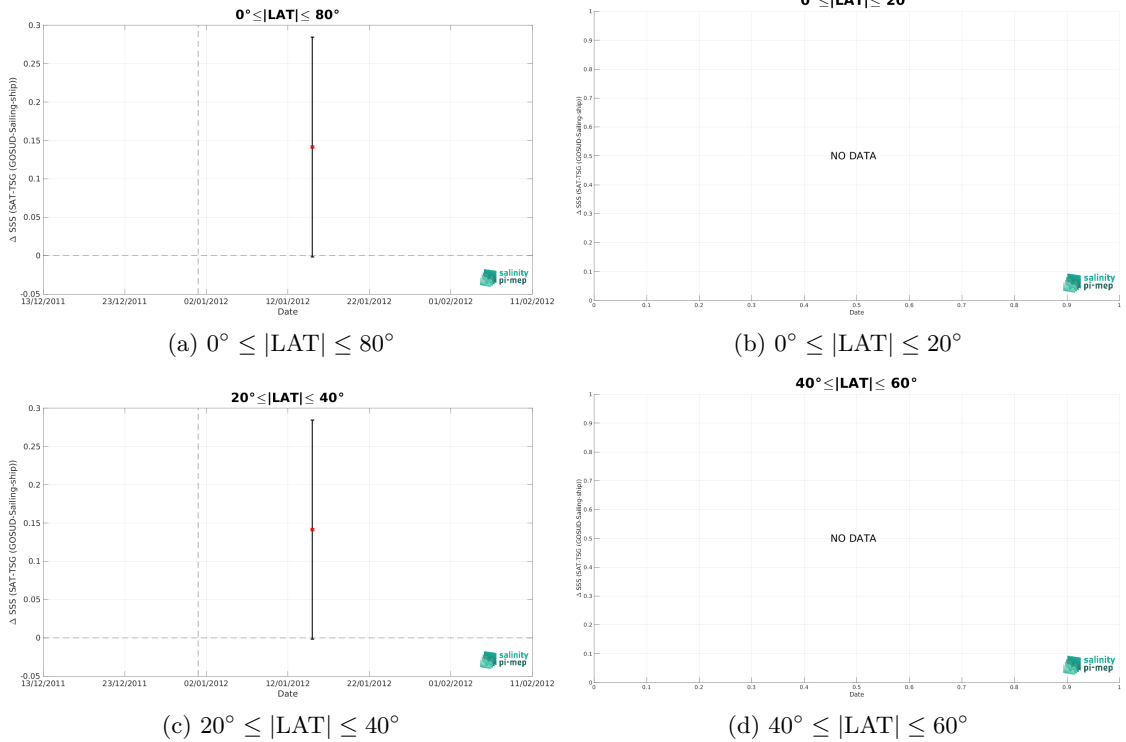 0°≤|LAT|≤ 80°
0.3
0.25
0.2
0.15
0.1
0.05
0
-0.05
Δ SSS (SAT-TSG (GOSUD-Sailing-ship))
13/12/2011 23/12/2011 02/01/2012 12/01/2012 22/01/2012 01/02/2012 11/02/2012
Date
salinity
pi-mep
(a) 0° ≤ |LAT| ≤ 80°
0°≤|LAT|≤ 20°
1
0.9
0.8
0.7
0.6
0.5
0.4
0.3
0.2
0.1
0
Δ SSS (SAT-TSG (GOSUD-Sailing-ship))
NO DATA
0 0.1 0.2 0.3 0.4 0.5 0.6 0.7 0.8 0.9 1
Date
salinity
pi-mep
(b) 0° ≤ |LAT| ≤ 20°
20°≤|LAT|≤ 40°
0.3
0.25
0.2
0.15
0.1
0.05
0
-0.05
Δ SSS (SAT-TSG (GOSUD-Sailing-ship))
13/12/2011 23/12/2011 02/01/2012 12/01/2012 22/01/2012 01/02/2012 11/02/2012
Date
salinity
pi-mep
(c) 20° ≤ |LAT| ≤ 40°
40°≤|LAT|≤ 60°
1
0.9
0.8
0.7
0.6
0.5
0.4
0.3
0.2
0.1
0
Δ SSS (SAT-TSG (GOSUD-Sailing-ship))
NO DATA
0 0.1 0.2 0.3 0.4 0.5 0.6 0.7 0.8 0.9 1
Date
salinity
pi-mep
(d) 40° ≤ |LAT| ≤ 60°